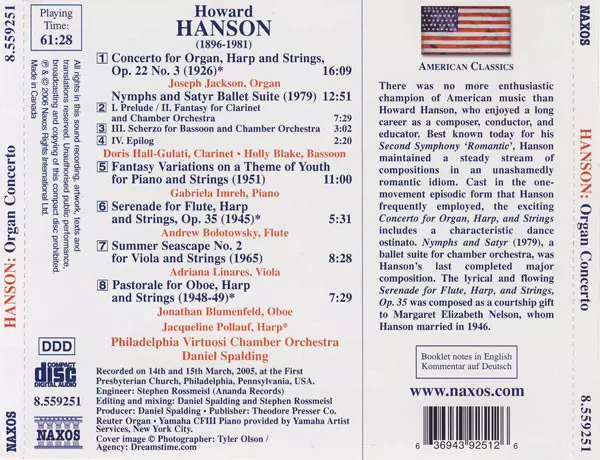 8.559251
HANSON: Organ Concerto
NAXOS
Playing
Time:
61:28
All rights in this sound recording, artwork, texts and
translations reserved. Unauthorised public performance,
broadcasting and copying of this compact disc prohibited.
℗ & © 2006 Naxos Rights International Ltd.
Made in Canada
DDD
COMPACT
disc
DIGITAL AUDIO
8.559251
NAXOS
Howard
HANSON
(1896-1981)
1 Concerto for Organ, Harp and Strings,
Op. 22 No. 3 (1926)* 16:09
Joseph Jackson, Organ
Nymphs and Satyr Ballet Suite (1979) 12:51
2 I. Prelude / II. Fantasy for Clarinet
and Chamber Orchestra 7:29
3 III. Scherzo for Bassoon and Chamber Orchestra 3:02
4 IV. Epilog 2:20
Doris Hall-Gulati, Clarinet • Holly Blake, Bassoon
5 Fantasy Variations on a Theme of Youth
for Piano and Strings (1951) 11:00
Gabriela Imreh, Piano
6 Serenade for Flute, Harp
and Strings, Op. 35 (1945)* 5:31
Andrew Bolotowsky, Flute
7 Summer Seascape No. 2
for Viola and Strings (1965) 8:28
Adriana Linares, Viola
8 Pastorale for Oboe, Harp
and Strings (1948-49)* 7:29
Jonathan Blumenfeld, Oboe
Jacqueline Pollauf, Harp*
Philadelphia Virtuosi Chamber Orchestra
Daniel Spalding
Recorded on 14th and 15th March, 2005, at the First
Presbyterian Church, Philadelphia, Pennsylvania, USA.
Engineer: Stephen Rossmeisl (Ananda Records)
Editing and mixing: Daniel Spalding and Stephen Rossmeisl
Producer: Daniel Spalding • Publisher: Theodore Presser Co.
Reuter Organ • Yamaha CFIII Piano provided by Yamaha Artist
Services, New York City.
Cover image © Photographer: Tyler Olson /
Agency: Dreamstime.com
AMERICAN CLASSICS
There was no more enthusiastic
champion of American music than
Howard Hanson, who enjoyed a long
career as a composer, conductor, and
educator. Best known today for his
Second Symphony ‘Romantic’, Hanson
maintained a steady stream of
compositions in an unashamedly
romantic idiom. Cast in the one-
movement episodic form that Hanson
frequently employed, the exciting
Concerto for Organ, Harp, and Strings
includes a characteristic dance
ostinato. Nymphs and Satyr (1979), a
ballet suite for chamber orchestra, was
Hanson’s last completed major
composition. The lyrical and flowing
Serenade for Flute, Harp, and Strings,
Op. 35 was composed as a courtship gift
to Margaret Elizabeth Nelson, whom
Hanson married in 1946.
Booklet notes in English
Kommentar auf Deutsch
www.naxos.com
6 36943 92512 6
NAXOS
HANSON: Organ Concerto
8.559251